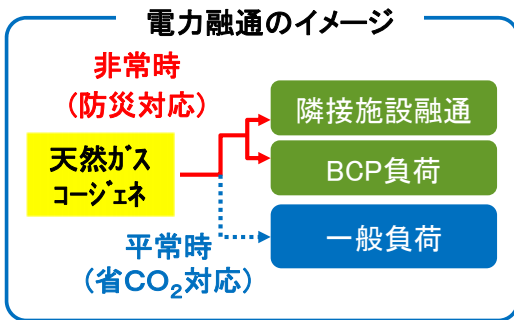 電力融通のイメージ
非常時
（防災対応）
隣接施設融通
天然ガス
コージェネ
BCP負荷
一般負荷
平常時
（省CO₂対応）